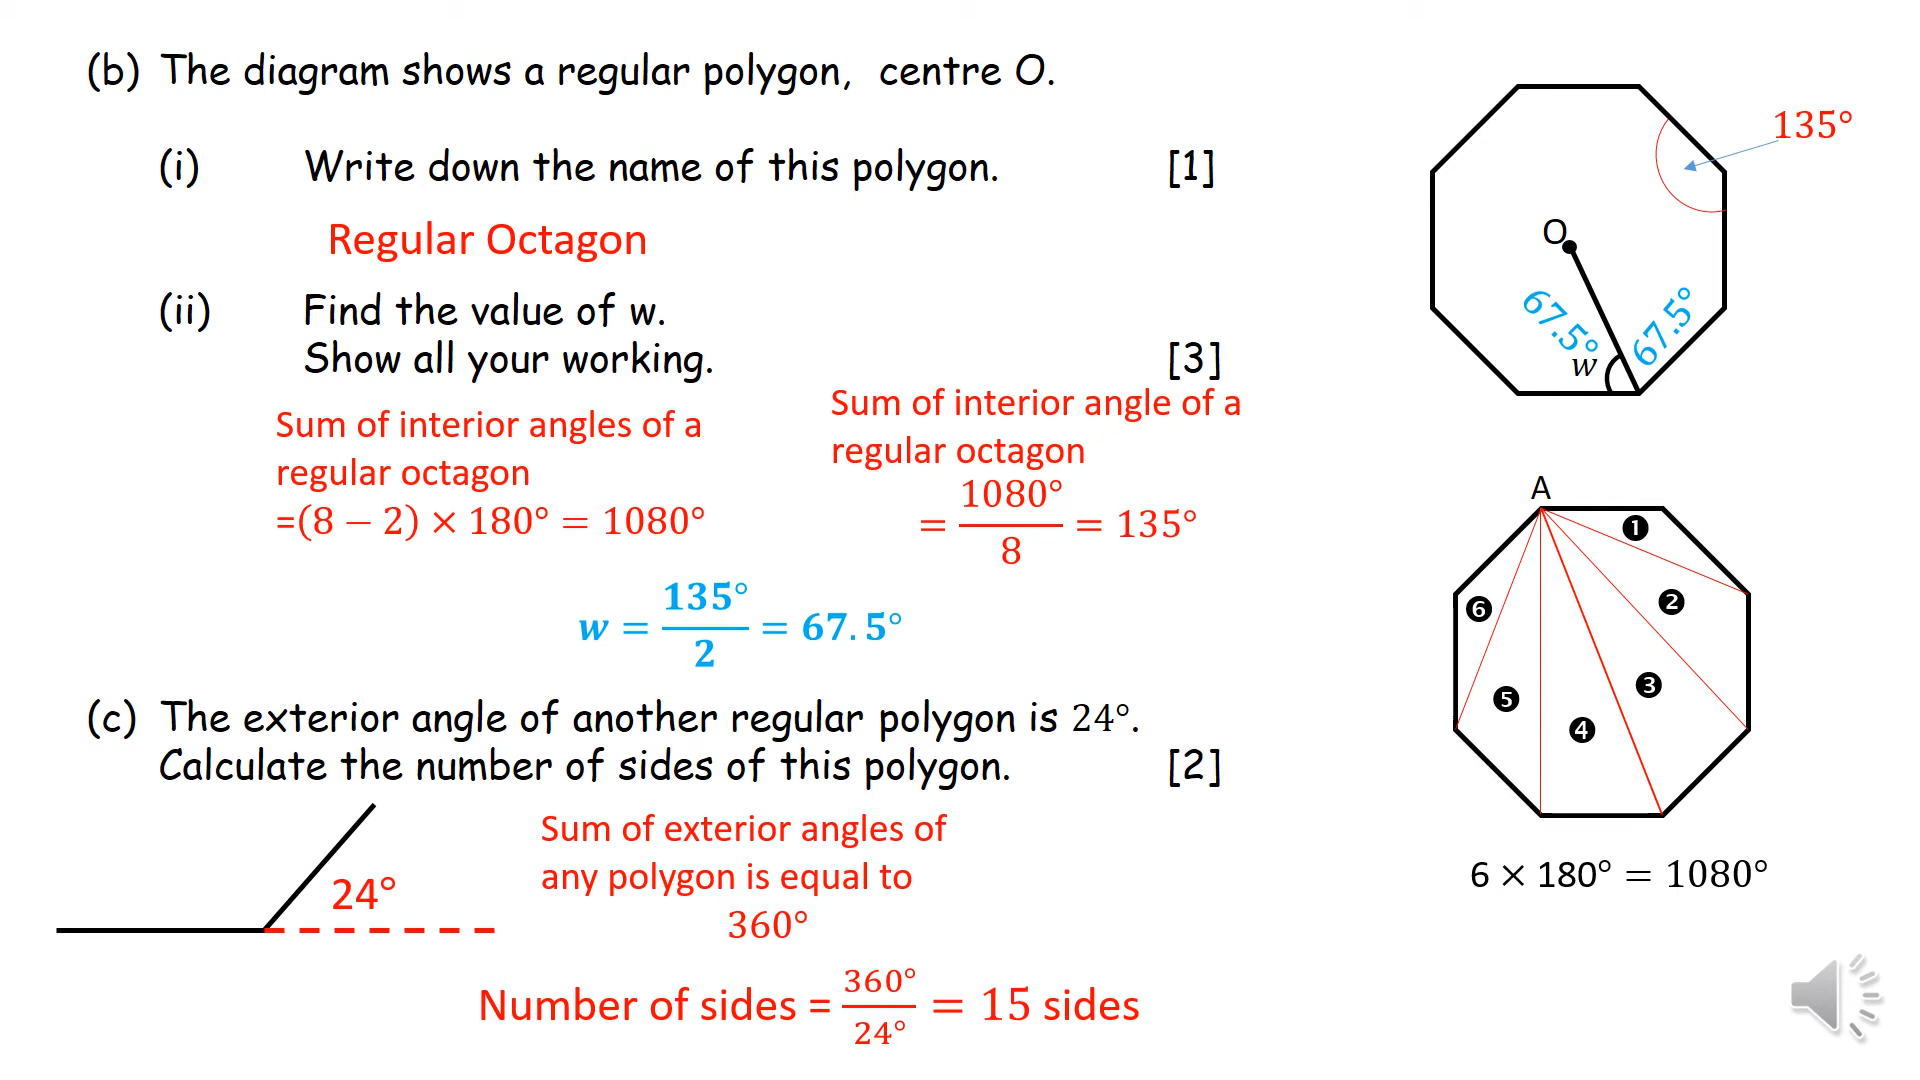 (b) The diagram shows a regular polygon, centre O.
(i) Write down the name of this polygon. [1]
Regular Octagon
(ii) Find the value of w.
Show all your working. [3]
Sum of interior angles of a
regular octagon
=(8 − 2) × 180° = 1080°
Sum of interior angle of a
regular octagon
= 1080°/8 = 135°
w = 135°/2 = 67.5°
(c) The exterior angle of another regular polygon is 24°.
Calculate the number of sides of this polygon. [2]
24°
Sum of exterior angles of
any polygon is equal to
360°
Number of sides = 360°/24° = 15 sides
135°
O
67.5°
67.5°
w
A
1
2
3
4
5
6
6 × 180° = 1080°